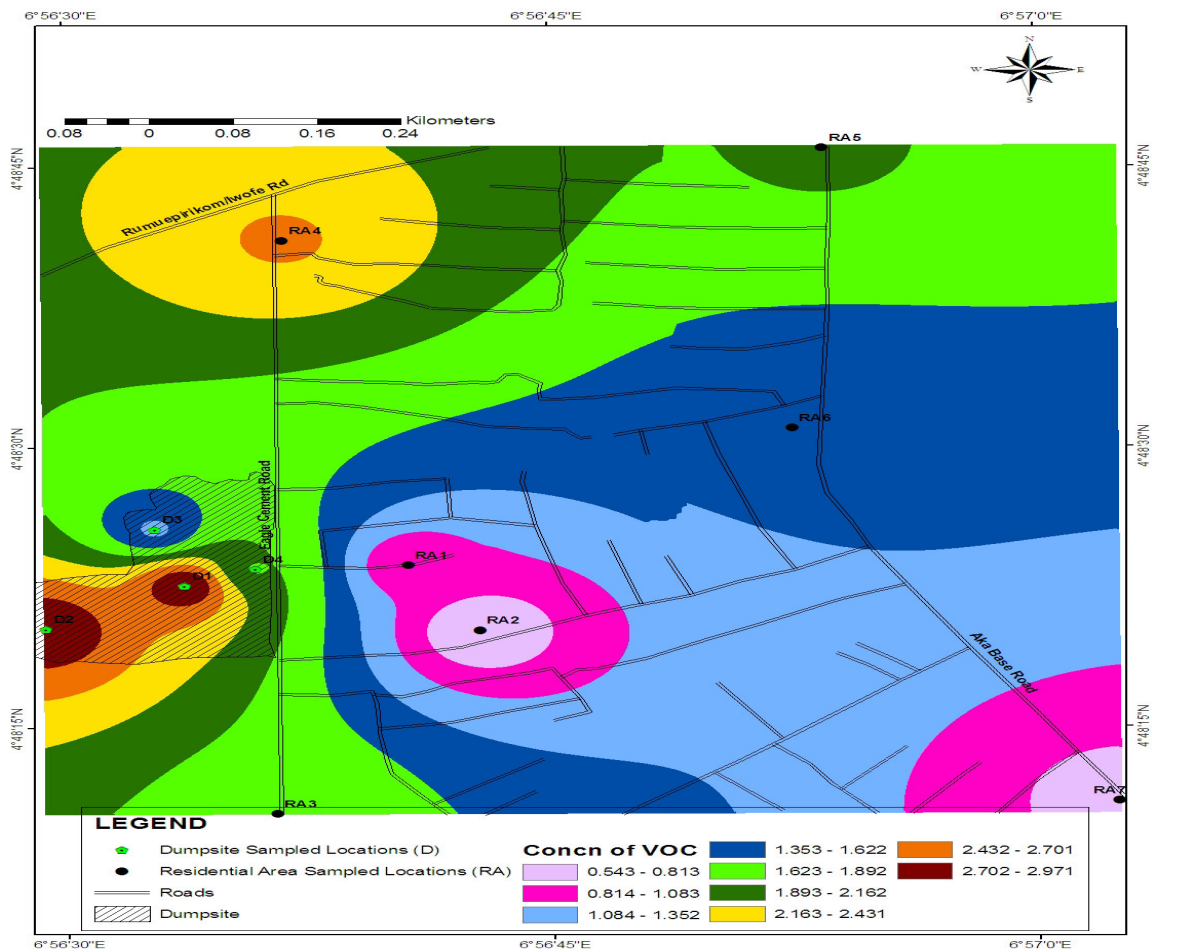 6°56'30"E 6°56'45"E 6°57'0"E
N
W E
S
Kilometers
0.08 0 0.08 0.16 0.24
4°48'45"N 4°48'45"N
RA5
Rumuepirikom/Iwofe Rd
RA4
RA6
4°48'30"N 4°48'30"N
Eagle Cement Road
D3
RA1
D4
D1
D2
RA2
Aka Base Road
4°48'15"N 4°48'15"N
RA7
RA3
LEGEND
Dumpsite Sampled Locations (D)
Residential Area Sampled Locations (RA)
Roads
Dumpsite
Concn of VOC
0.543 - 0.813
0.814 - 1.083
1.084 - 1.352
1.353 - 1.622
1.623 - 1.892
1.893 - 2.162
2.163 - 2.431
2.432 - 2.701
2.702 - 2.971
6°56'30"E 6°56'45"E 6°57'0"E